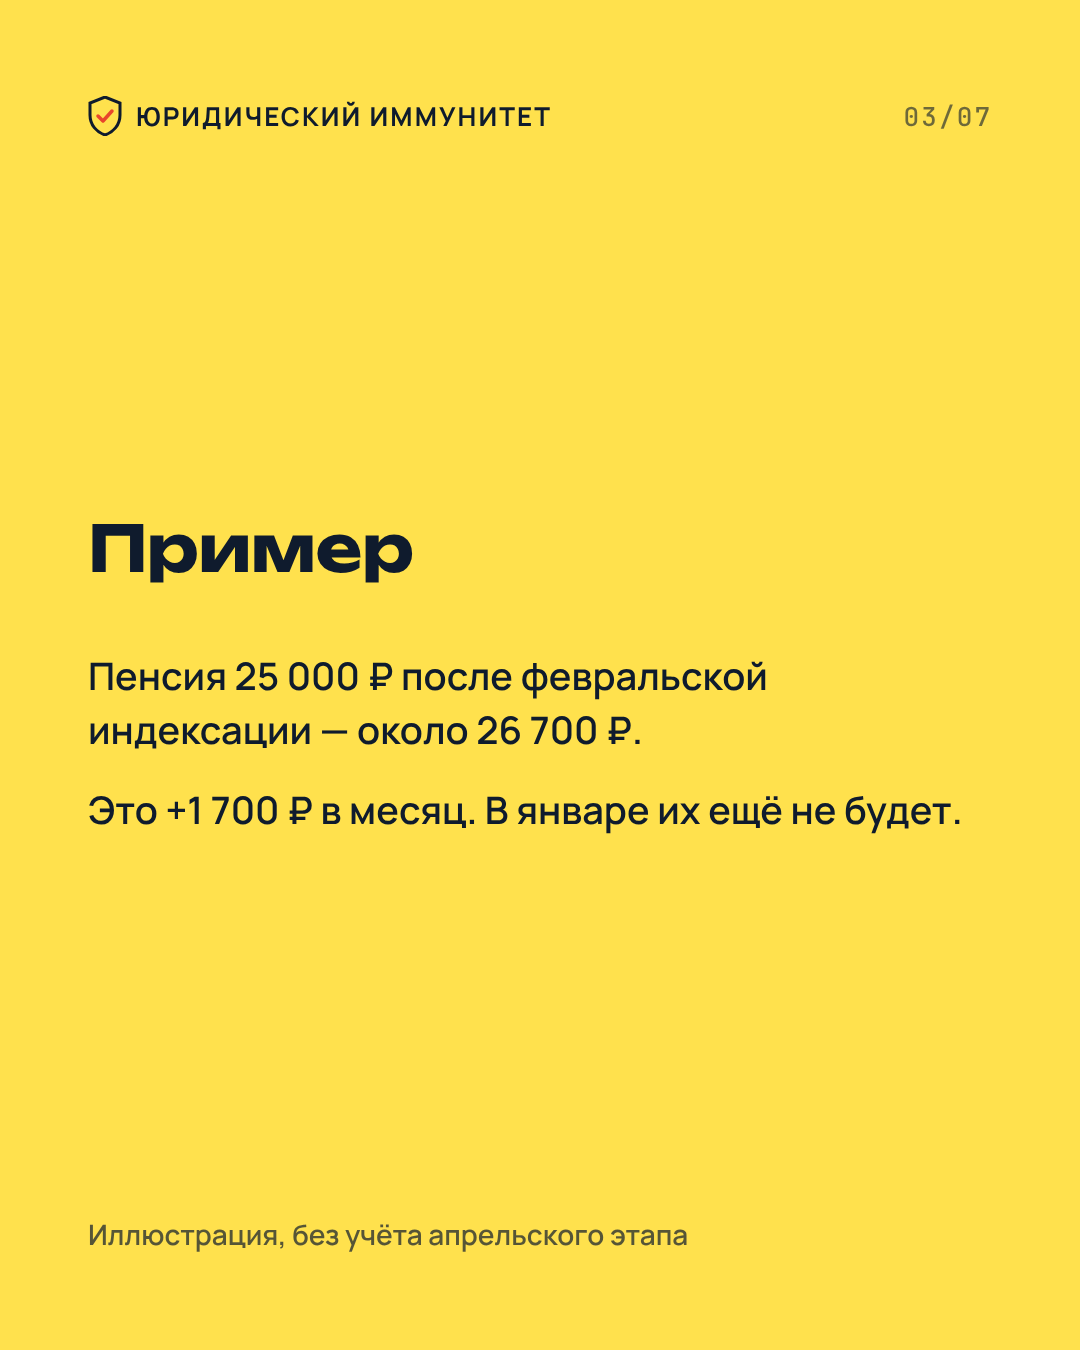 ЮРИДИЧЕСКИЙ ИММУНИТЕТ
03/07
Пример
Пенсия 25 000 ₽ после февральской
индексации — около 26 700 ₽.
Это +1 700 ₽ в месяц. В январе их ещё не будет.
Иллюстрация, без учёта апрельского этапа